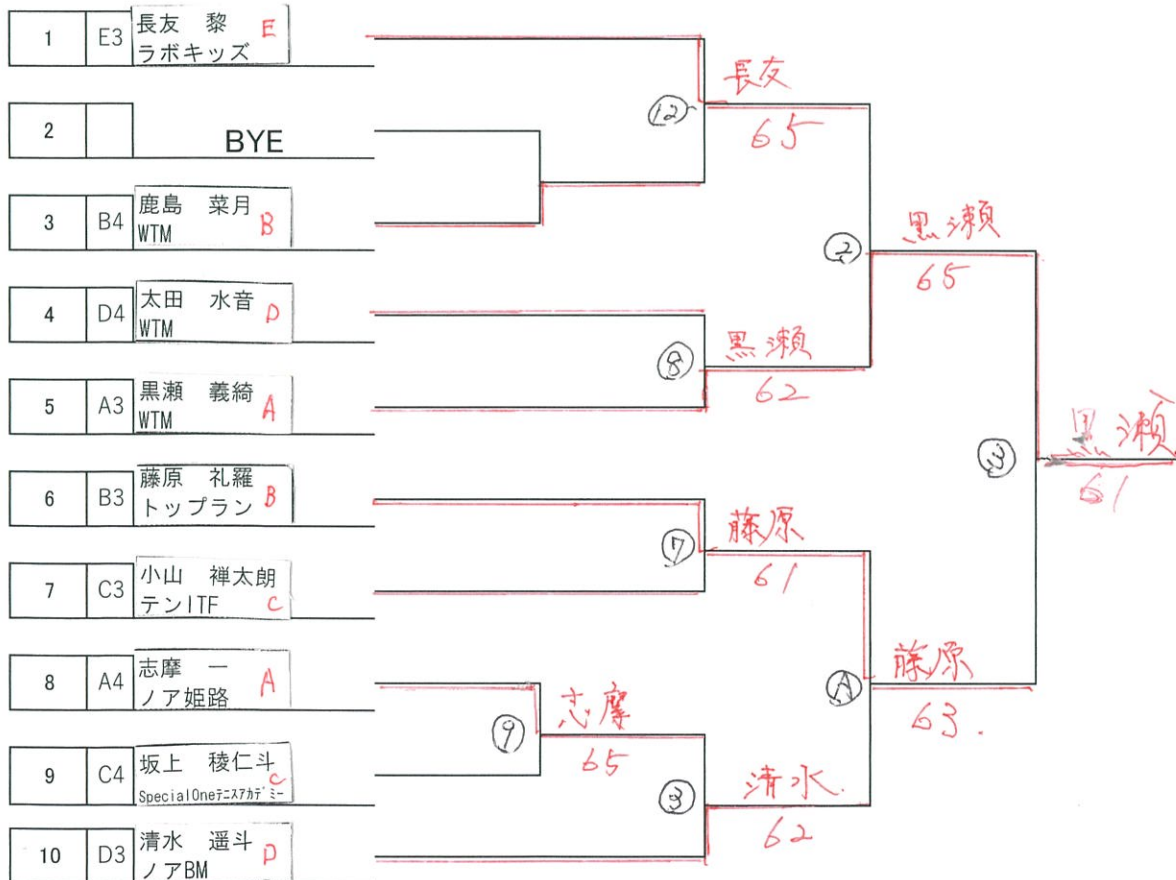 1 E3 長友 黎 E
ラボキッズ
2 BYE
3 B4 鹿島 菜月 B
WTM
4 D4 太田 水音 D
WTM
5 A3 黒瀬 義綺 A
WTM
6 B3 藤原 礼羅 B
トップラン
7 C3 小山 禅太朗
テンITF C
8 A4 志摩 一 A
ノア姫路
9 C4 坂上 稜仁斗 C
SpecialOneテニスアカデミー
10 D3 清水 遥斗 D
ノアBM
⑫ 長友
65
⑧ 黒瀬
62
⑦ 藤原
61
⑨ 志摩
65
③ 清水.
62
② 黒瀬
65
Ⓐ 藤原
63.
黒瀬
61